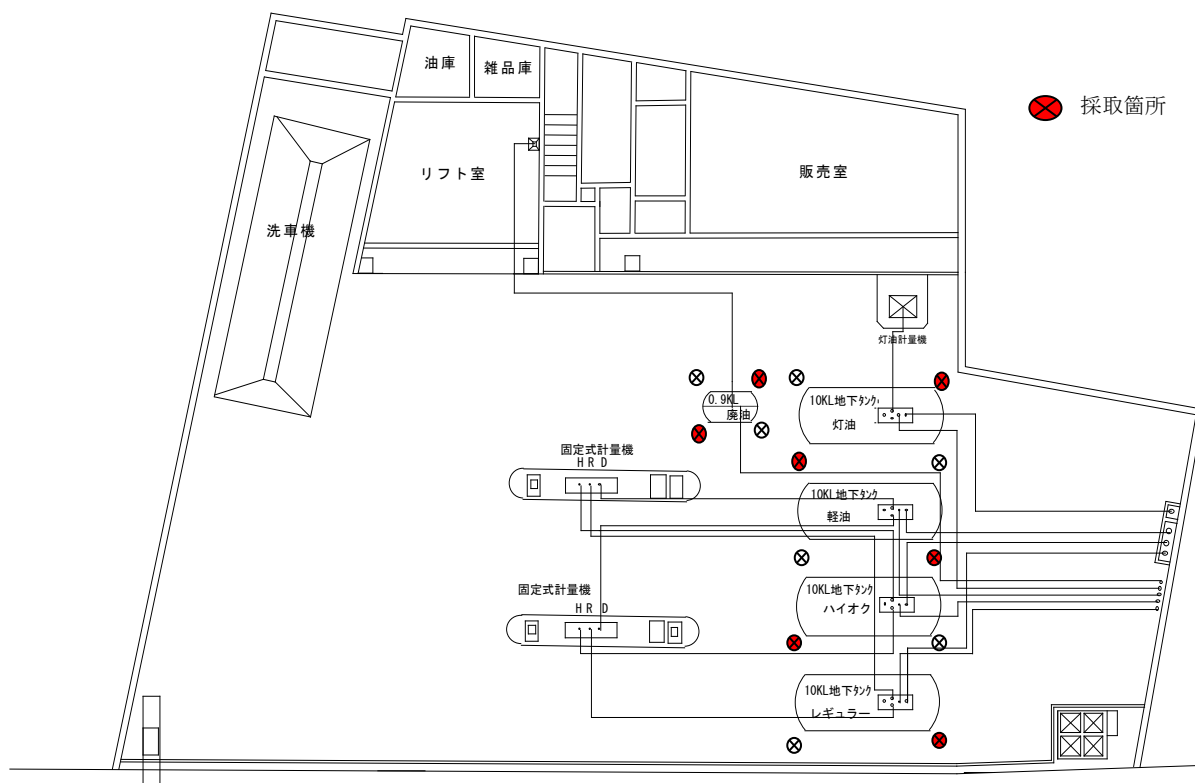 油庫
雑品庫
採取箇所
リフト室
販売室
洗車機
灯油計量機
0.9KL
廃油
10KL地下タンク
灯油
固定式計量機
H R D
10KL地下タンク
軽油
10KL地下タンク
ハイオク
固定式計量機
H R D
10KL地下タンク
レギュラー